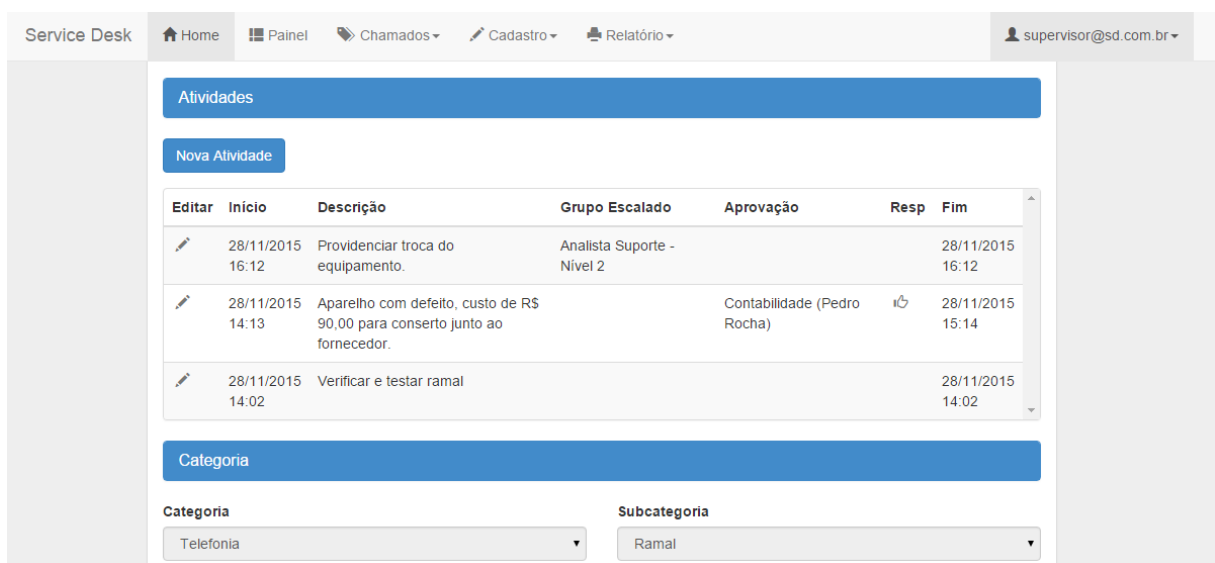 Service Desk Home Painel Chamados Cadastro Relatório supervisor@sd.com.br
Atividades
Nova Atividade
Editar Início Descrição Grupo Escalado Aprovação Resp Fim
28/11/2015 Providenciar troca do Analista Suporte - 28/11/2015
16:12 equipamento. Nível 2 16:12
28/11/2015 Aparelho com defeito, custo de R$ Contabilidade (Pedro 28/11/2015
14:13 90,00 para conserto junto ao Rocha) 15:14
fornecedor.
28/11/2015 Verificar e testar ramal 28/11/2015
14:02 14:02
Categoria
Categoria Subcategoria
Telefonia Ramal